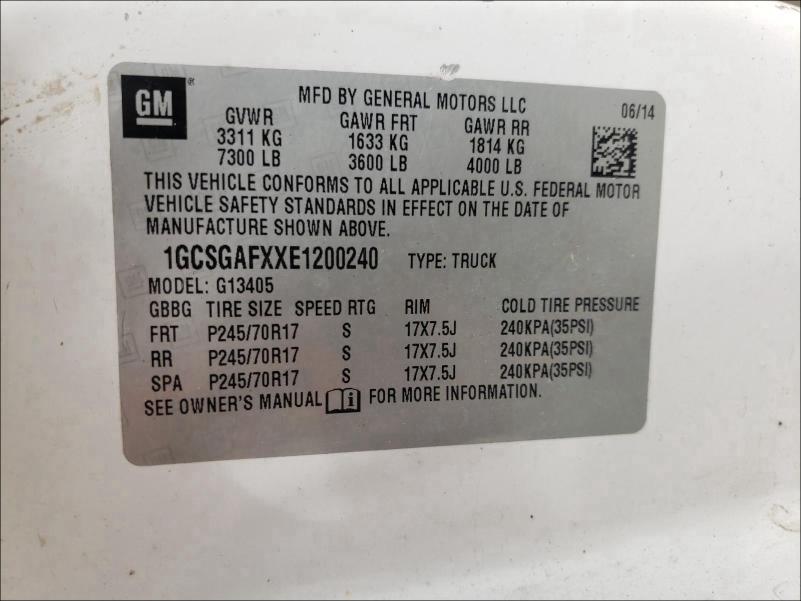 GM ®
MFD BY GENERAL MOTORS LLC
06/14
GVWR GAWR FRT GAWR RR
3311 KG 1633 KG 1814 KG
7300 LB 3600 LB 4000 LB
THIS VEHICLE CONFORMS TO ALL APPLICABLE U.S. FEDERAL MOTOR
VEHICLE SAFETY STANDARDS IN EFFECT ON THE DATE OF
MANUFACTURE SHOWN ABOVE.
1GCSGAFXXE1200240 TYPE: TRUCK
MODEL: G13405
GBBG TIRE SIZE SPEED RTG RIM COLD TIRE PRESSURE
FRT P245/70R17 S 17X7.5J 240KPA(35PSI)
RR P245/70R17 S 17X7.5J 240KPA(35PSI)
SPA P245/70R17 S 17X7.5J 240KPA(35PSI)
SEE OWNER'S MANUAL i FOR MORE INFORMATION.